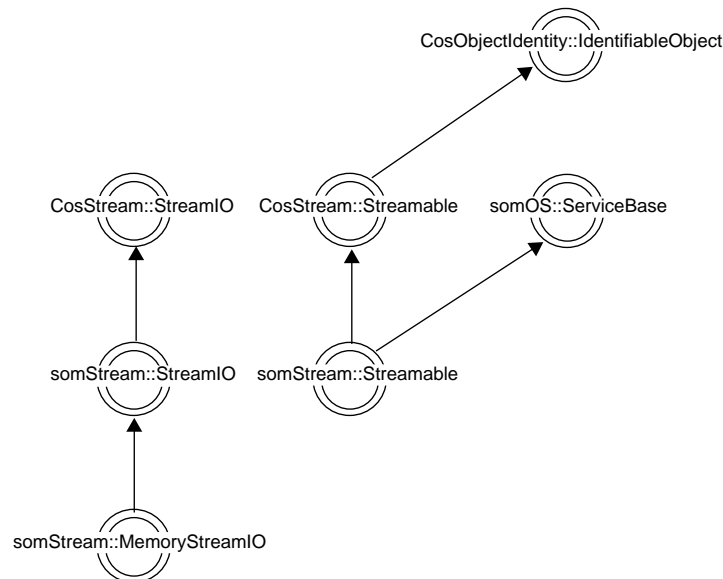 CosObjectIdentity::IdentifiableObject
CosStream::StreamIO
CosStream::Streamable
somOS::ServiceBase
somStream::StreamIO
somStream::Streamable
somStream::MemoryStreamIO